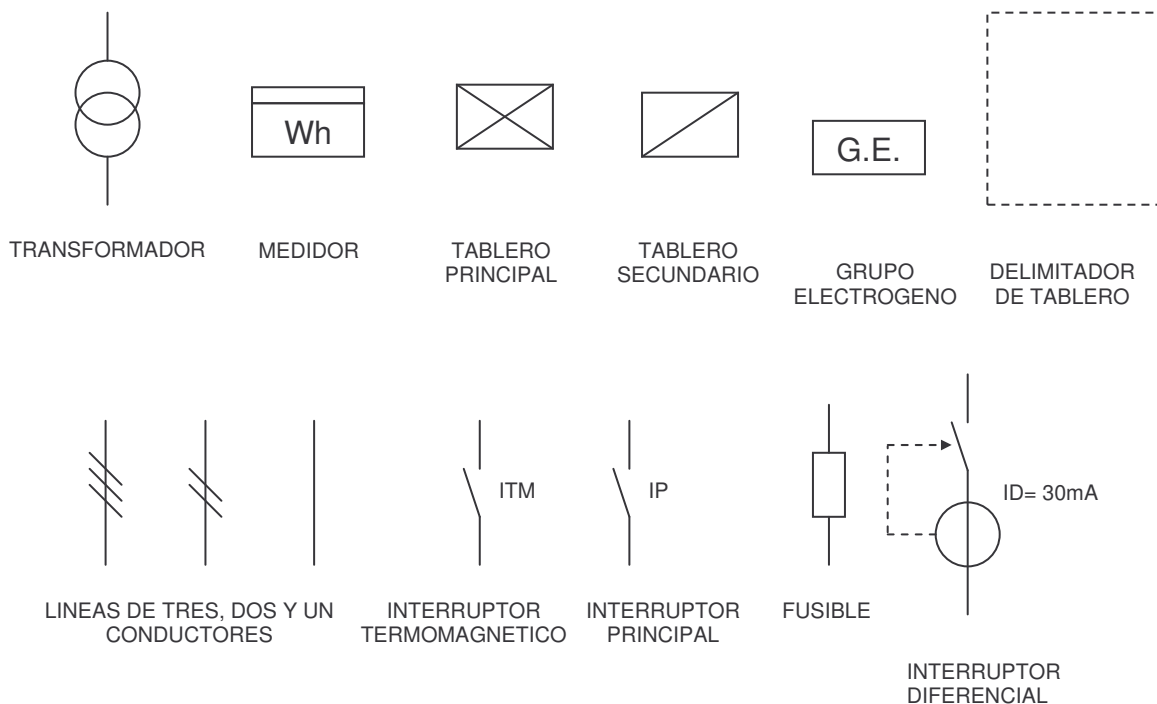 Wh
G.E.
TRANSFORMADOR
MEDIDOR
TABLERO
PRINCIPAL
TABLERO
SECUNDARIO
GRUPO
ELECTROGENO
DELIMITADOR
DE TABLERO
ITM
IP
ID= 30mA
LINEAS DE TRES, DOS Y UN
CONDUCTORES
INTERRUPTOR
TERMOMAGNETICO
INTERRUPTOR
PRINCIPAL
FUSIBLE
INTERRUPTOR
DIFERENCIAL